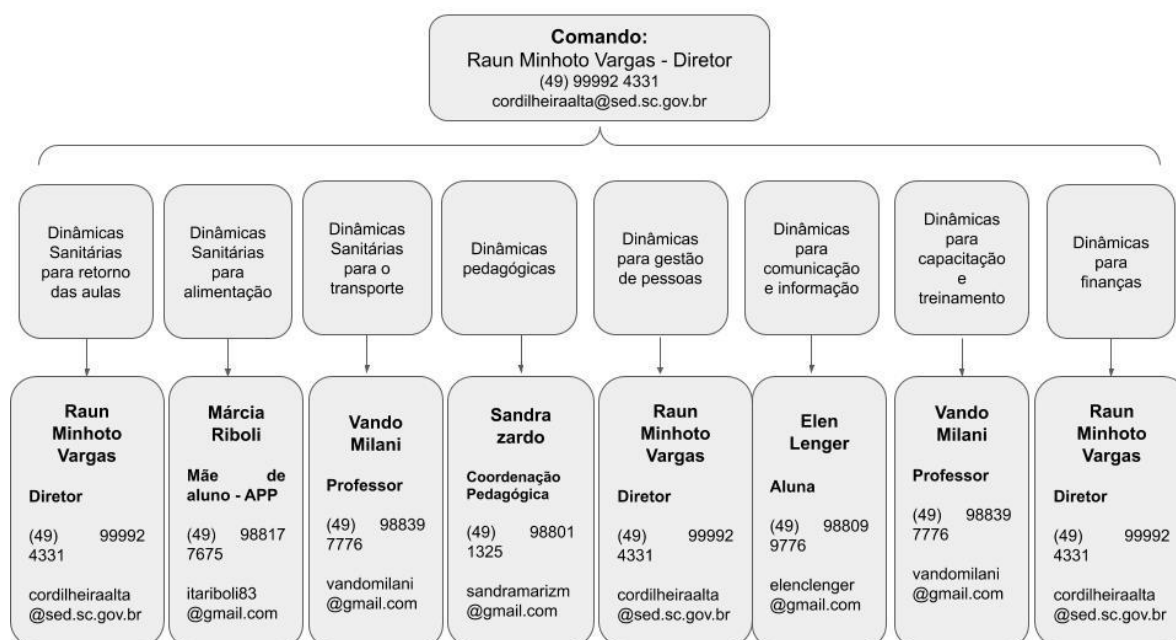 Comando:
Raun Minhoto Vargas - Diretor
(49) 99992 4331
cordilheiraalta@sed.sc.gov.br
Dinâmicas
Sanitárias
para retorno
das aulas
Dinâmicas
Sanitárias
para
alimentação
Dinâmicas
Sanitárias
para o
transporte
Dinâmicas
pedagógicas
Dinâmicas
para gestão
de pessoas
Dinâmicas
para
comunicação
e informação
Dinâmicas
para
capacitação
e
treinamento
Dinâmicas
para
finanças
Raun
Minhoto
Vargas
Diretor
(49) 99992
4331
cordilheiraalta
@sed.sc.gov.br
Márcia
Riboli
Mãe de
aluno - APP
(49) 98817
7675
itariboli83
@gmail.com
Vando
Milani
Professor
(49) 98839
7776
vandomilani
@gmail.com
Sandra
zardo
Coordenação
Pedagógica
(49) 98801
1325
sandramarizm
@gmail.com
Raun
Minhoto
Vargas
Diretor
(49) 99992
4331
cordilheiraalta
@sed.sc.gov.br
Elen
Lenger
Aluna
(49) 98809
9776
elenclenger
@gmail.com
Vando
Milani
Professor
(49) 98839
7776
vandomilani
@gmail.com
Raun
Minhoto
Vargas
Diretor
(49) 99992
4331
cordilheiraalta
@sed.sc.gov.br